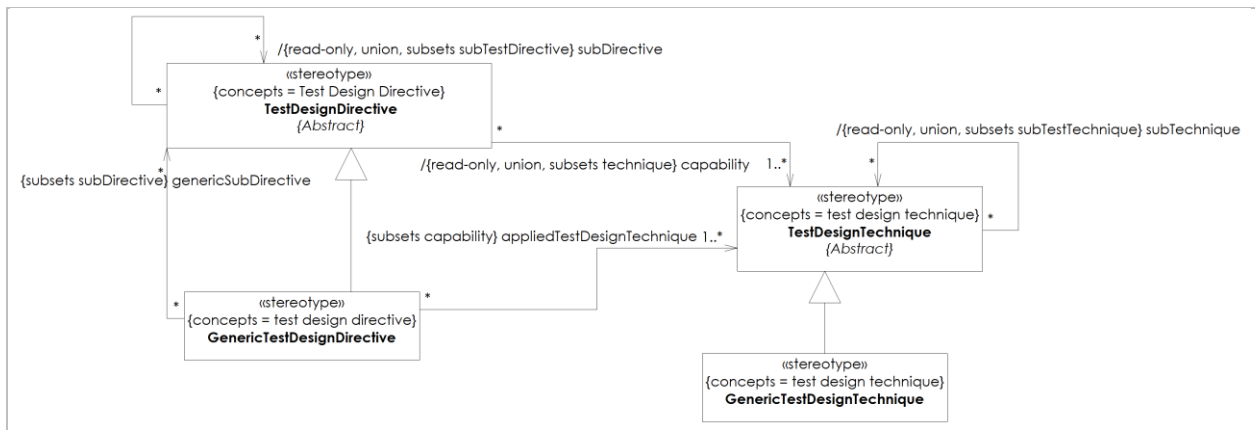 *
/{read-only, union, subsets subTestDirective} subDirective
«stereotype»
{concepts = Test Design Directive}
TestDesignDirective
{Abstract}
*
*
/{read-only, union, subsets subTestTechnique} subTechnique
/{read-only, union, subsets technique} capability 1..*
*
*
{subsets subDirective} genericSubDirective
«stereotype»
{concepts = test design technique}
TestDesignTechnique
{Abstract}
*
{subsets capability} appliedTestDesignTechnique 1..*
*
*
«stereotype»
{concepts = test design directive}
GenericTestDesignDirective
«stereotype»
{concepts = test design technique}
GenericTestDesignTechnique